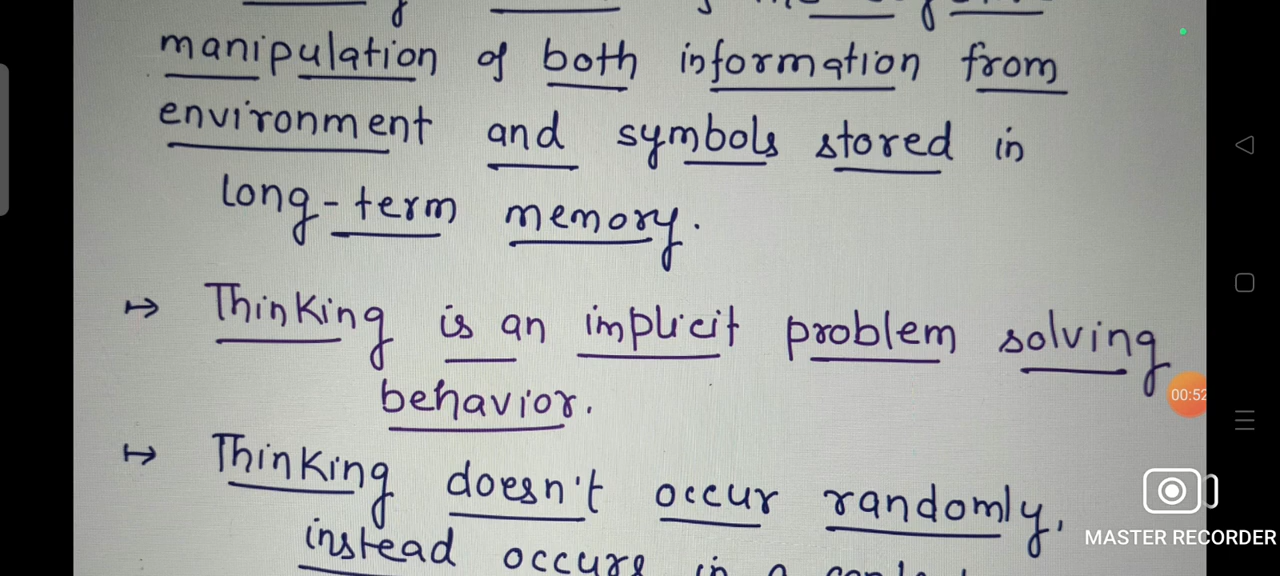 manipulation of both information from
environment and symbols stored in
long-term memory.
↦ Thinking is an implicit problem solving
behavior.
↦ Thinking doesn't occur randomly,
instead occurs in a
00:52
MASTER RECORDER